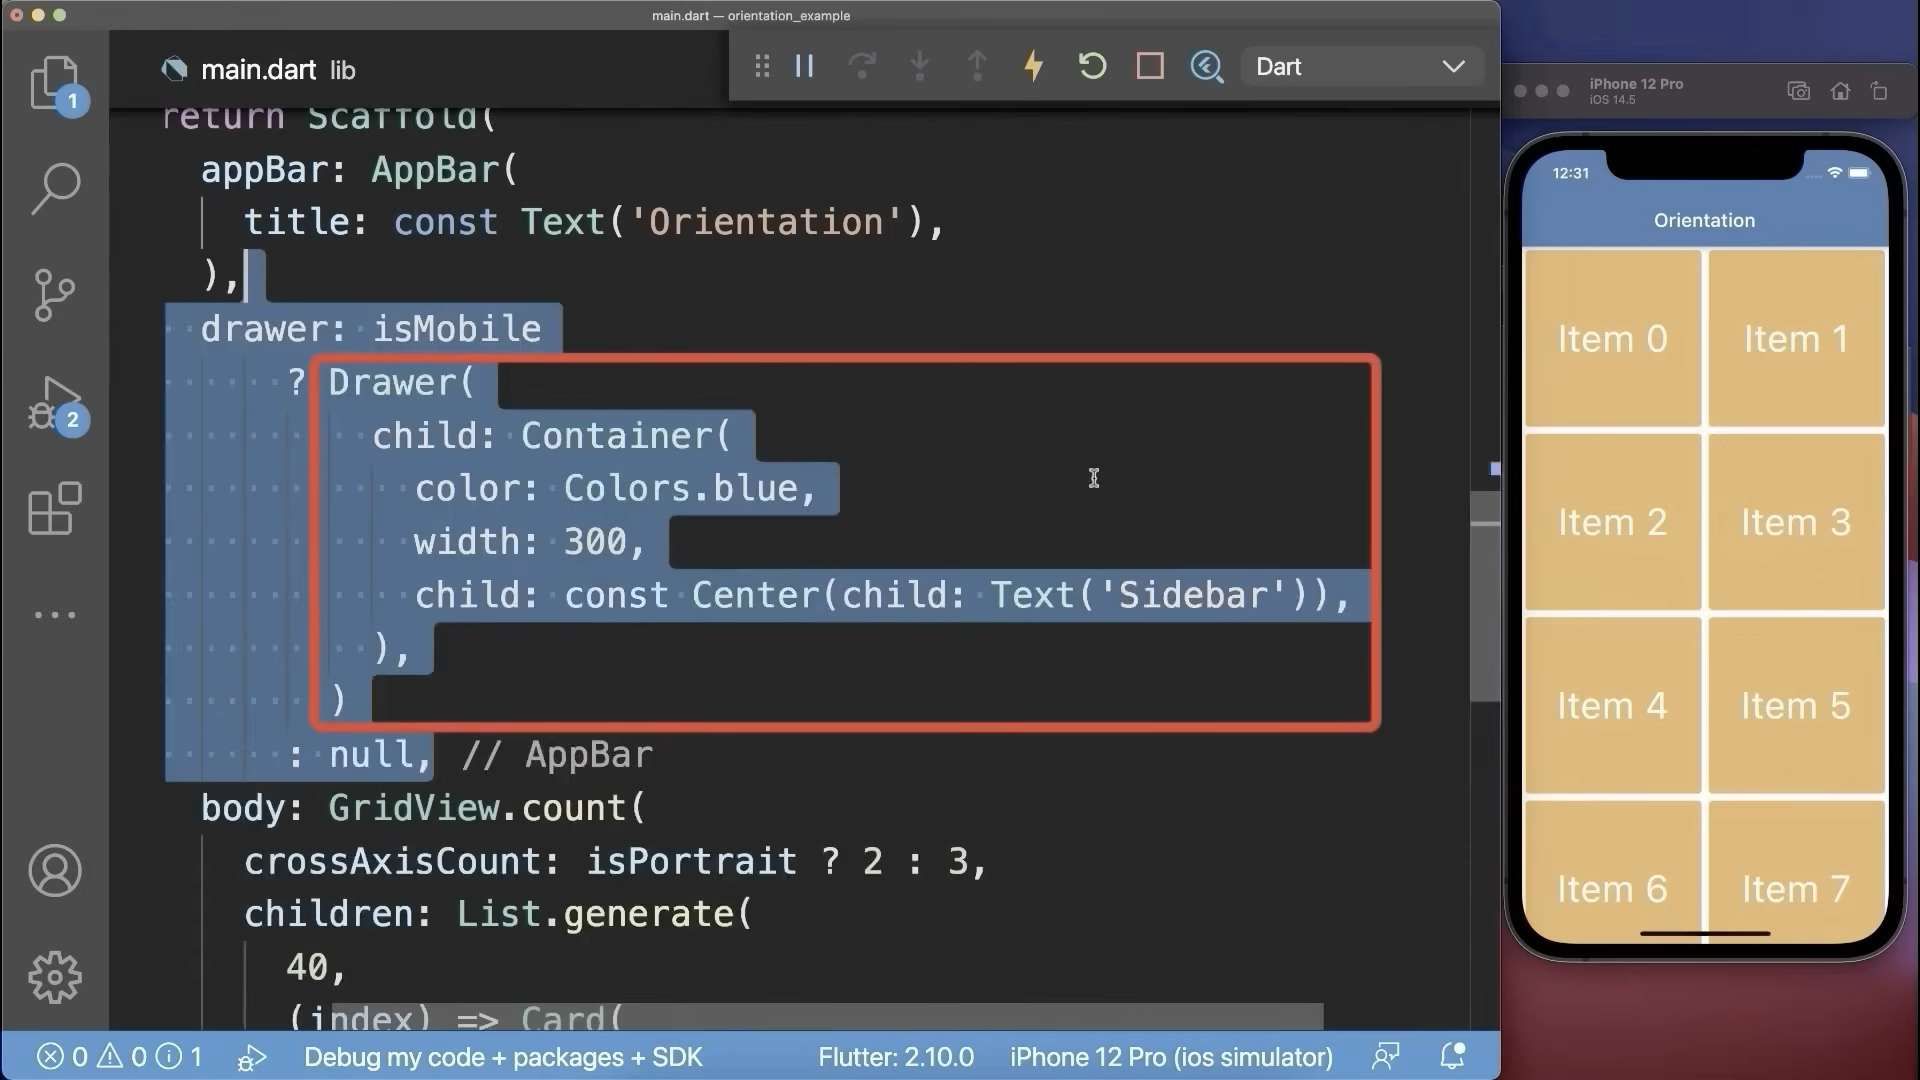 main.dart — orientation_example
main.dart lib
Dart
1
2
return Scaffold(
appBar: AppBar(
title: const Text('Orientation'),
),
drawer: isMobile
? Drawer(
child: Container(
color: Colors.blue,
width: 300,
child: const Center(child: Text('Sidebar')),
),
)
: null, // AppBar
body: GridView.count(
crossAxisCount: isPortrait ? 2 : 3,
children: List.generate(
40,
(index) => Card(
0 0 1 Debug my code + packages + SDK Flutter: 2.10.0 iPhone 12 Pro (ios simulator)
iPhone 12 Pro
iOS 14.5
12:31
Orientation
Item 0 Item 1
Item 2 Item 3
Item 4 Item 5
Item 6 Item 7